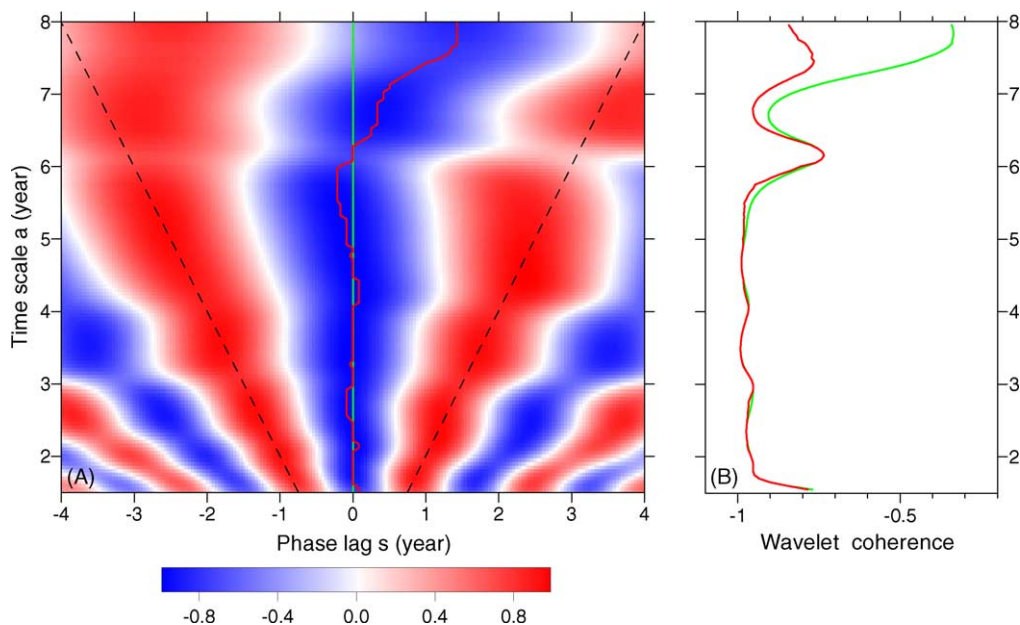 8
7
6
5
4
3
2
Time scale a (year)
(A)
-4 -3 -2 -1 0 1 2 3 4
Phase lag s (year)
-0.8 -0.4 0.0 0.4 0.8
8
7
6
5
4
3
2
(B)
-1 -0.5
Wavelet coherence